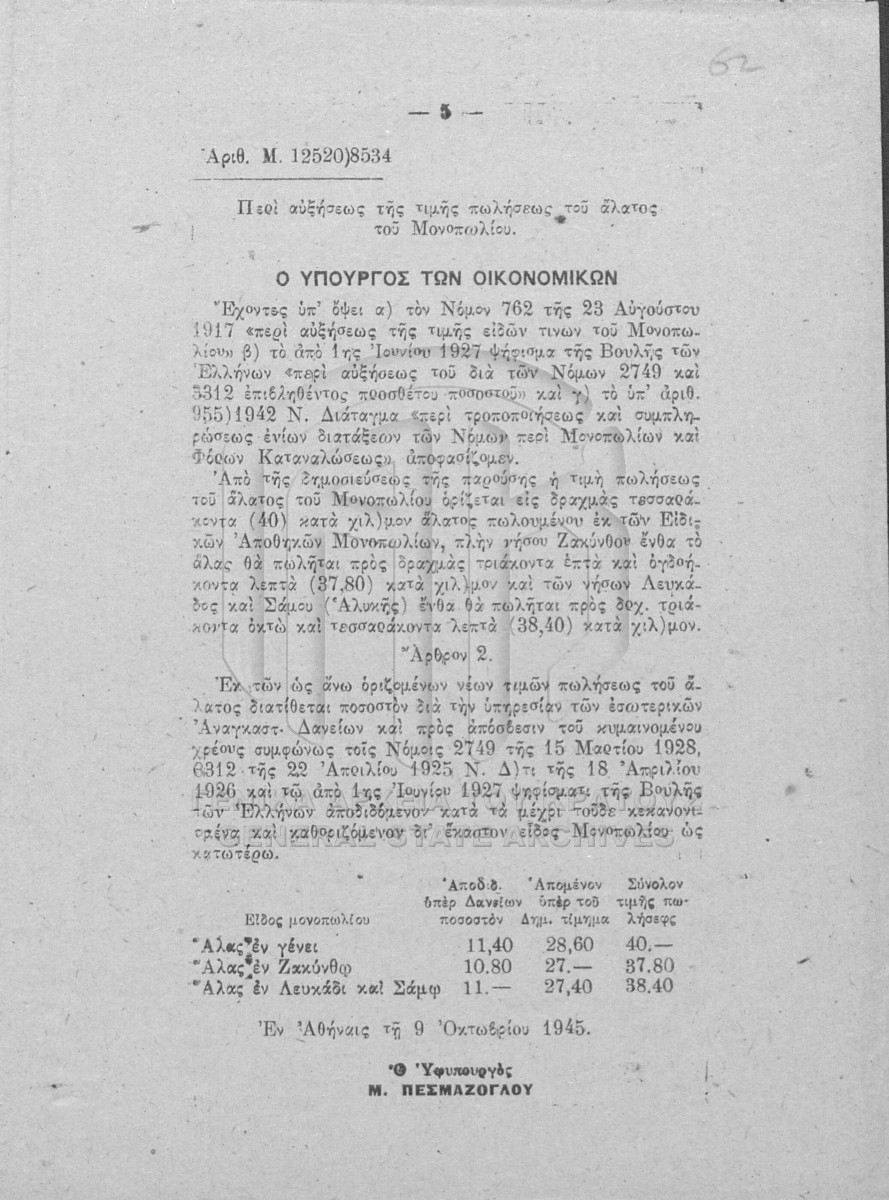 62
— 5 —
Ἀριθ. Μ. 12520)8534
Περὶ αὐξήσεως τῆς τιμῆς πωλήσεως τοῦ ἅλατος
τοῦ Μονοπωλίου.
Ο ΥΠΟΥΡΓΟΣ ΤΩΝ ΟΙΚΟΝΟΜΙΚΩΝ
Ἔχοντες ὑπ' ὄψει α) τὸν Νόμον 762 τῆς 23 Αὐγούστου
1917 «περὶ αὐξήσεως τῆς τιμῆς εἰδῶν τινων τοῦ Μονοπω-
λίου» β) τὸ ἀπὸ 1ης Ἰουνίου 1927 ψήφισμα τῆς Βουλῆς τῶν
Ἑλλήνων «περὶ αὐξήσεως τοῦ διὰ τῶν Νόμων 2749 καὶ
3312 ἐπιβληθέντος προσθέτου ποσοστοῦ» καὶ γ) τὸ ὑπ' ἀριθ.
955)1942 Ν. Διάταγμα «περὶ τροποποιήσεως καὶ συμπλη-
ρώσεως ἐνίων διατάξεων τῶν Νόμων περὶ Μονοπωλίων καὶ
Φόρων Καταναλώσεως» ἀποφασίζομεν.
Ἀπὸ τῆς δημοσιεύσεως τῆς παρούσης ἡ τιμὴ πωλήσεως
τοῦ ἅλατος τοῦ Μονοπωλίου ὁρίζεται εἰς δραχμὰς τεσσαρά-
κοντα (40) κατὰ χιλ)μον ἅλατος πωλουμένου ἐκ τῶν Εἰδι-
κῶν Ἀποθηκῶν Μονοπωλίων, πλὴν νήσου Ζακύνθου ἔνθα τὸ
ἅλας θὰ πωλῆται πρὸς δραχμὰς τριάκοντα ἑπτὰ καὶ ὀγδοή-
κοντα λεπτὰ (37,80) κατὰ χιλ)μον καὶ τῶν νήσων Λευκά-
δος καὶ Σάμου (Ἁλυκῆς) ἔνθα θὰ πωλῆται πρὸς δρχ. τριά-
κοντα ὀκτὼ καὶ τεσσαράκοντα λεπτὰ (38,40) κατὰ χιλ)μον.
Ἄρθρον 2.
Ἐκ τῶν ὡς ἄνω ὁριζομένων νέων τιμῶν πωλήσεως τοῦ ἅ-
λατος διατίθεται ποσοστὸν διὰ τὴν ὑπηρεσίαν τῶν ἐσωτερικῶν
Ἀναγκαστ. Δανείων καὶ πρὸς ἀπόσβεσιν τοῦ κυμαινομένου
χρέους συμφώνως τοῖς Νόμοις 2749 τῆς 15 Μαρτίου 1928,
6312 τῆς 22 Ἀπριλίου 1925 Ν. Δ)τι τῆς 18 Ἀπριλίου
1926 καὶ τῷ ἀπὸ 1ης Ἰουνίου 1927 ψηφίσματι τῆς Βουλῆς
τῶν Ἑλλήνων ἀποδιδόμενον κατὰ τὰ μέχρι τοῦδε κεκανονι-
σμένα καὶ καθοριζόμενον δι' ἕκαστον εἶδος Μονοπωλίου ὡς
κατωτέρω.
GENERAL STATE ARCHIVES
Ἀποδ.δ. Ἀπομένον Σύνολον
ὑπὲρ Δανείων ὑπὲρ τοῦ τιμῆς πω-
Εἶδος μονοπωλίου ποσοστὸν Δημ. τίμημα λήσεφς
Ἅλας ἐν γένει 11,40 28,60 40.—
Ἅλας ἐν Ζακύνθῳ 10.80 27.— 37.80
Ἅλας ἐν Λευκάδι καὶ Σάμῳ 11.— 27,40 38.40
Ἐν Ἀθήναις τῇ 9 Ὀκτωβρίου 1945.
Ὁ Ὑφυπουργὸς
Μ. ΠΕΣΜΑΖΟΓΛΟΥ